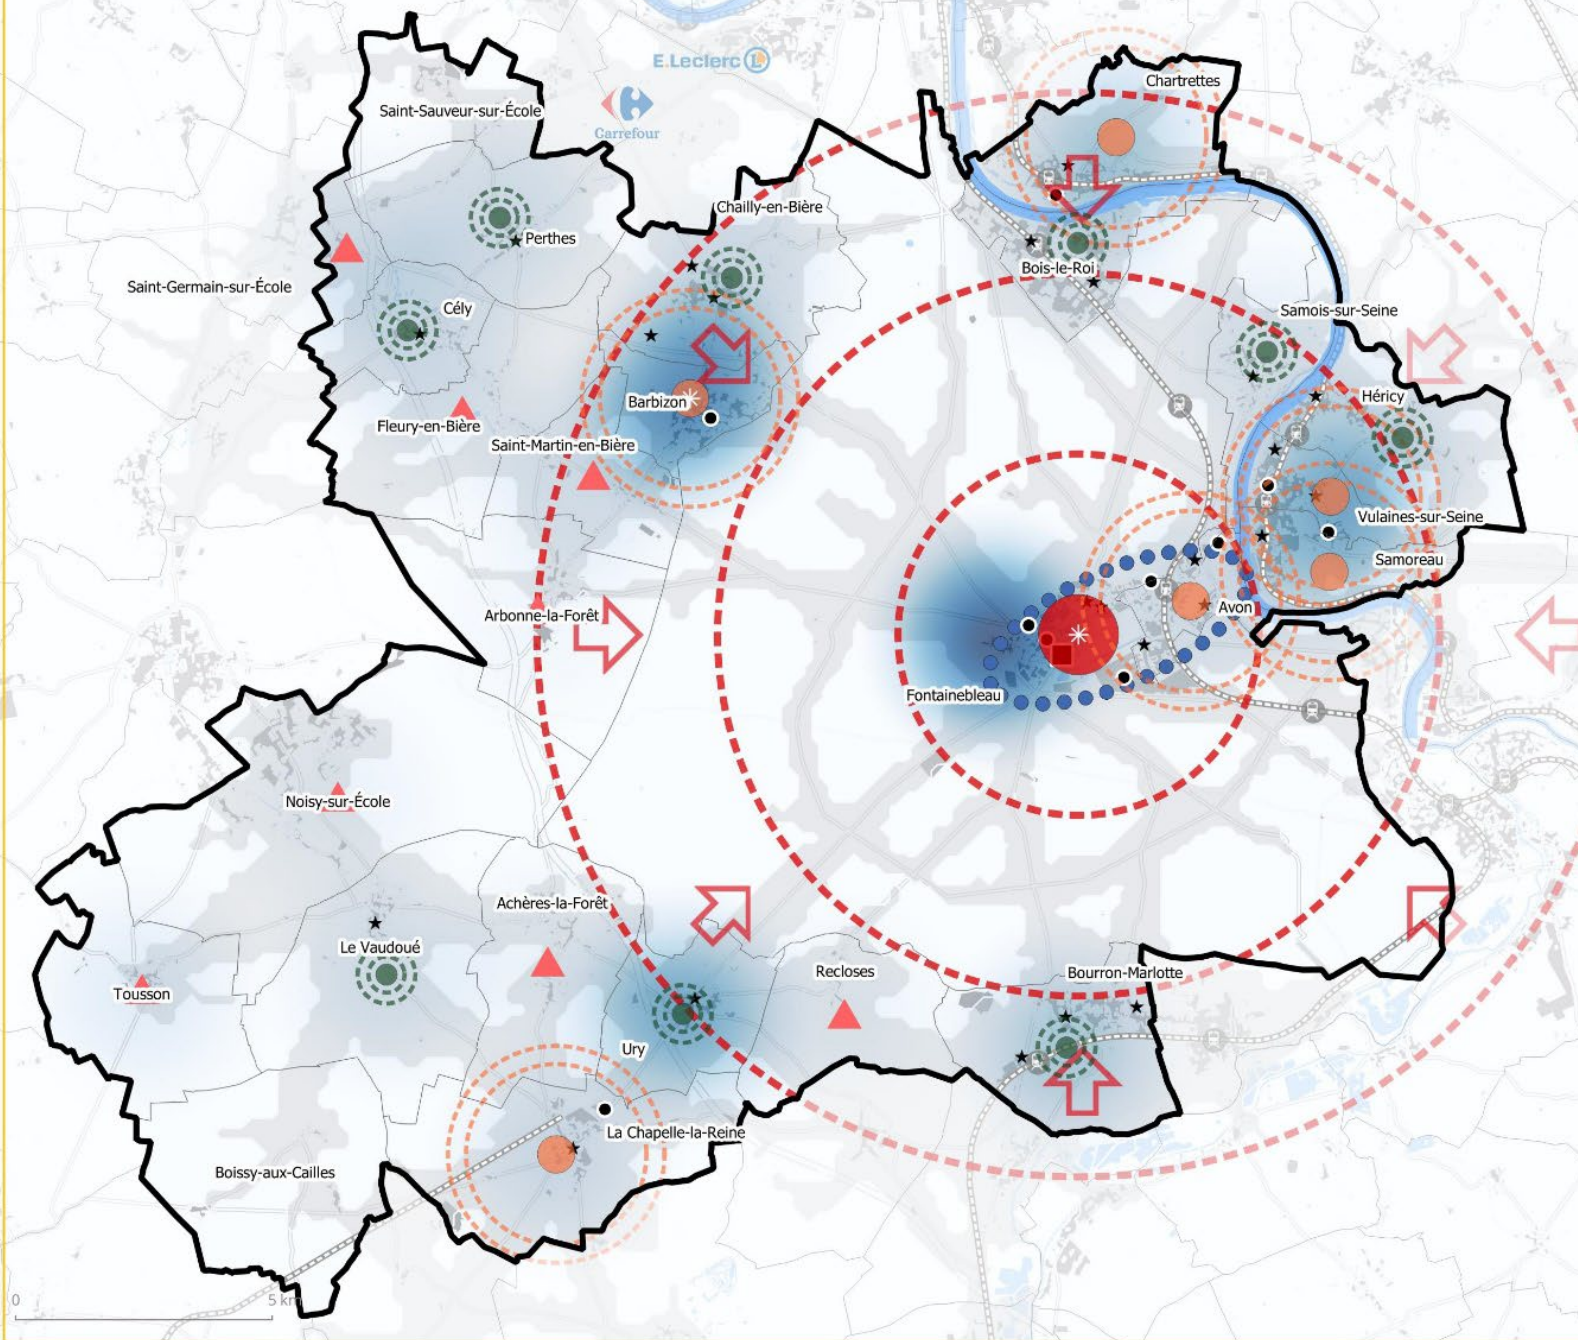 E.Leclerc L
Chartrettes
Saint-Sauveur-sur-École
Carrefour
Chailly-en-Bière
Perthes
Bois-le-Roi
Saint-Germain-sur-École
Cély
Samois-sur-Seine
Héricy
Barbizon
Fleury-en-Bière
Saint-Martin-en-Bière
Vulaines-sur-Seine
Samoreau
Arbonne-la-Forêt
Avon
Fontainebleau
Noisy-sur-École
Achères-la-Forêt
Le Vaudoué
Recloses
Bourron-Marlotte
Tousson
Ury
La Chapelle-la-Reine
Boissy-aux-Cailles
0 5 km